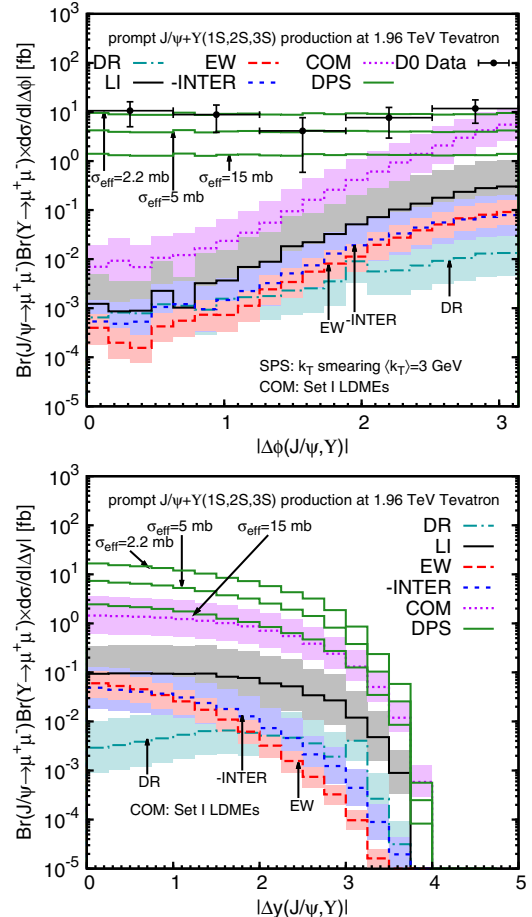 prompt J/ψ+Υ(1S,2S,3S) production at 1.96 TeV Tevatron
DR EW COM D0 Data
LI -INTER DPS
10³
10²
10¹
10⁰
10⁻¹
10⁻²
10⁻³
10⁻⁴
10⁻⁵
Br(J/ψ→μ⁺μ⁻)Br(Υ→μ⁺μ⁻)×dσ/d|Δϕ| [fb]
σeff=2.2 mb
σeff=5 mb
σeff=15 mb
EW -INTER DR
SPS: kT smearing ⟨kT⟩=3 GeV
COM: Set I LDMEs
0 1 2 3
|Δϕ(J/ψ,Υ)|
prompt J/ψ+Υ(1S,2S,3S) production at 1.96 TeV Tevatron
σeff=2.2 mb
σeff=5 mb
σeff=15 mb
DR
LI
EW
-INTER
COM
DPS
10³
10²
10¹
10⁰
10⁻¹
10⁻²
10⁻³
10⁻⁴
10⁻⁵
Br(J/ψ→μ⁺μ⁻)Br(Υ→μ⁺μ⁻)×dσ/d|Δy| [fb]
DR
-INTER
EW
COM: Set I LDMEs
0 1 2 3 4 5
|Δy(J/ψ,Υ)|